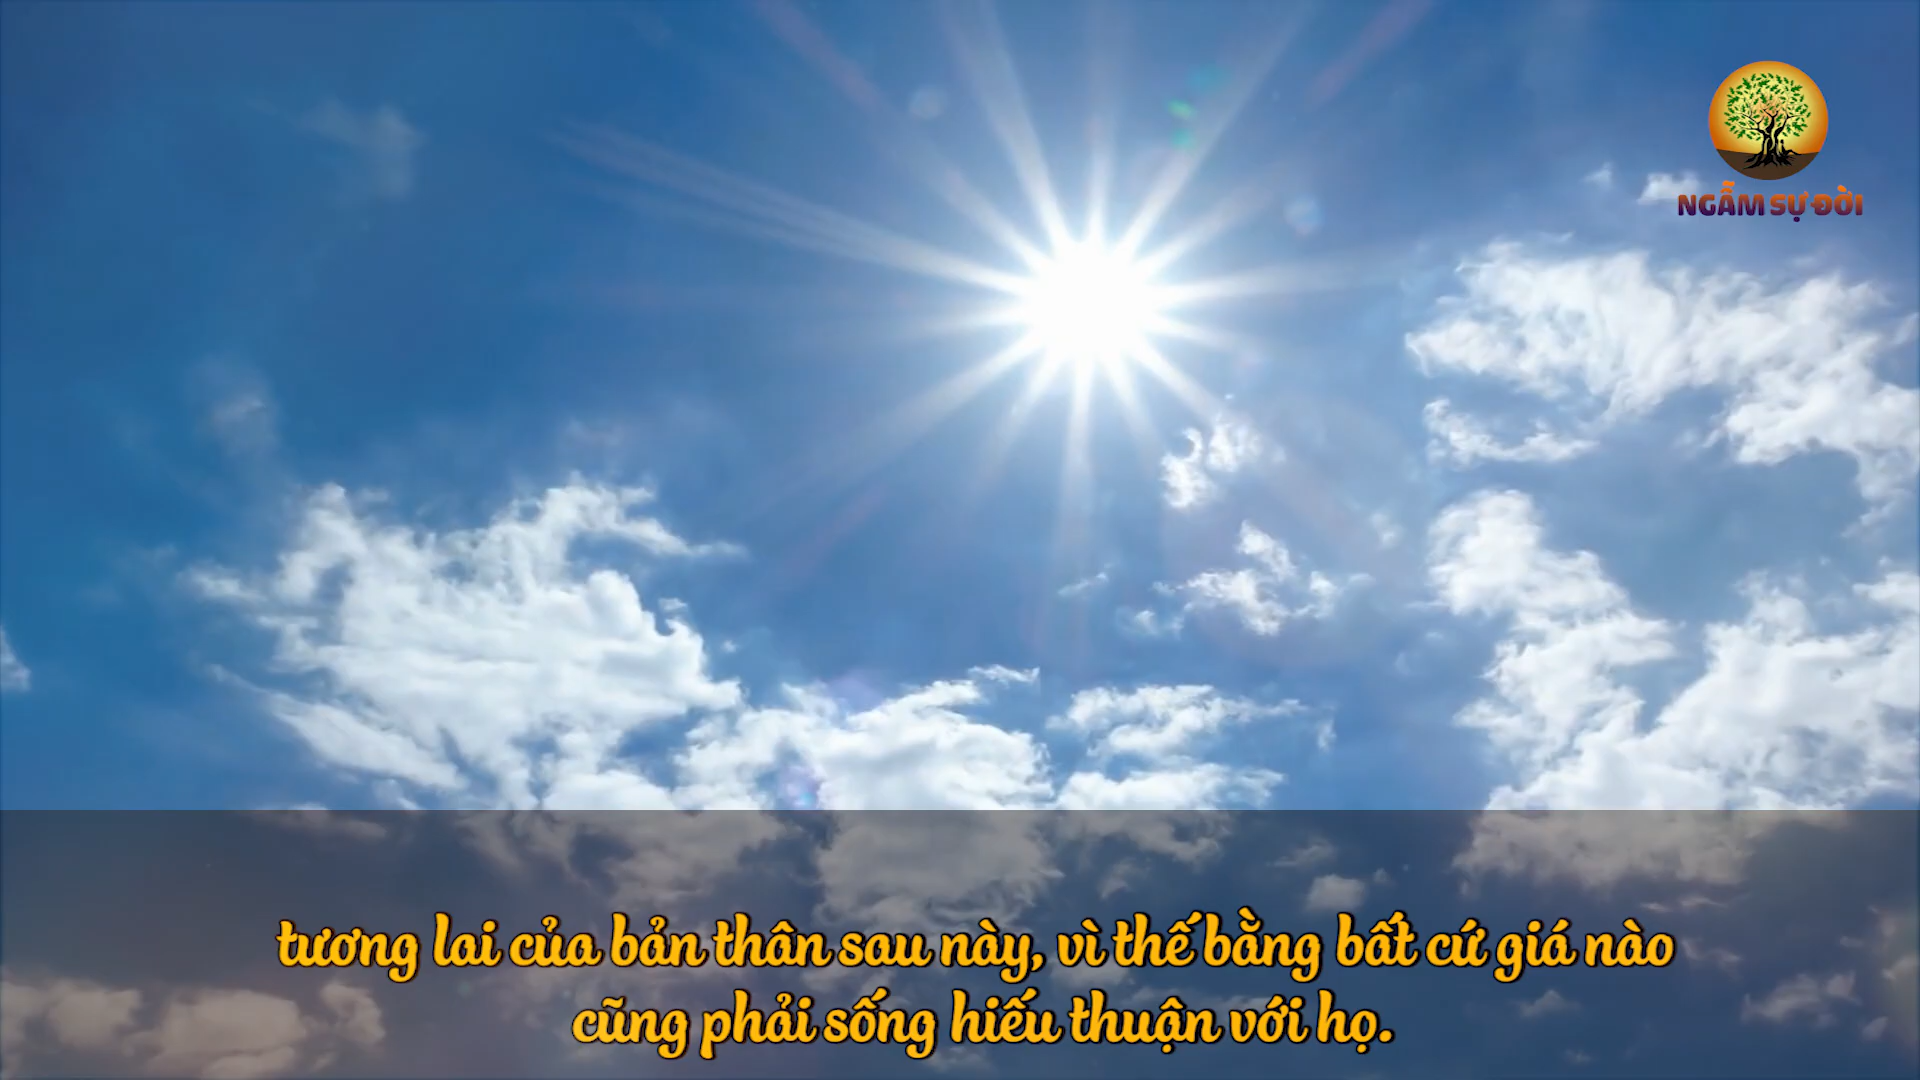 NGẪM SỰ ĐỜI
tương lai của bản thân sau này, vì thế bằng bất cứ giá nào
cũng phải sống hiếu thuận với họ.